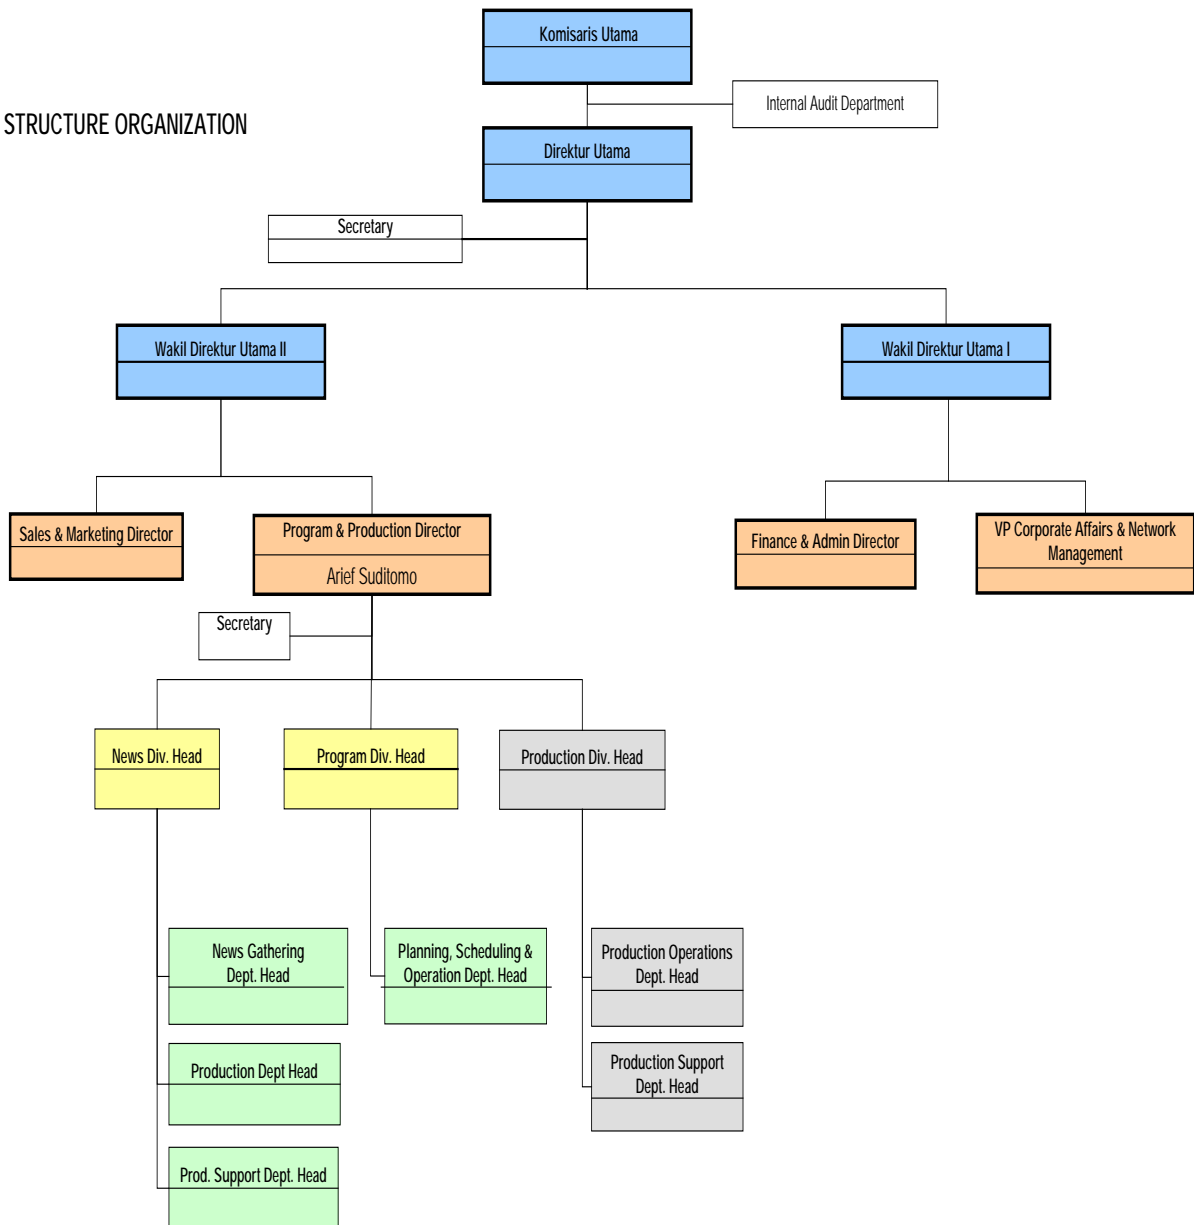 Komisaris Utama
Internal Audit Department
STRUCTURE ORGANIZATION
Direktur Utama
Secretary
Wakil Direktur Utama II
Wakil Direktur Utama I
Sales & Marketing Director
Program & Production Director
Arief Suditomo
Finance & Admin Director
VP Corporate Affairs & Network
Management
Secretary
News Div. Head
Program Div. Head
Production Div. Head
News Gathering
Dept. Head
Planning, Scheduling &
Operation Dept. Head
Production Operations
Dept. Head
Production Dept Head
Production Support
Dept. Head
Prod. Support Dept. Head